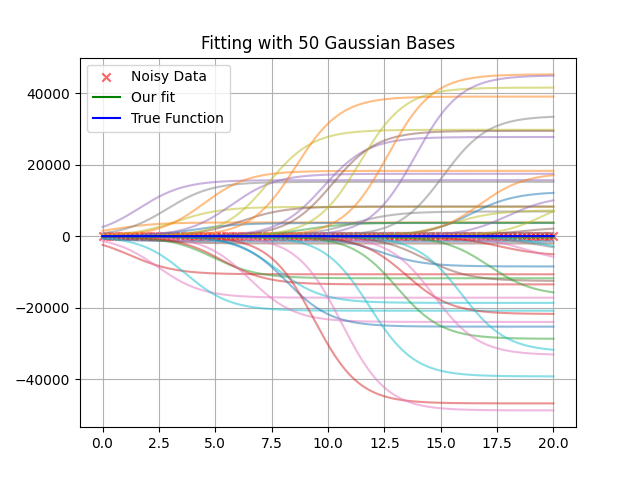 Fitting with 50 Gaussian Bases
Noisy Data
Our fit
True Function
40000
20000
0
−20000
−40000
0.0 2.5 5.0 7.5 10.0 12.5 15.0 17.5 20.0